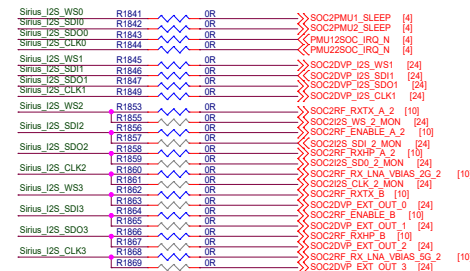 Sirius_I2S_WS0 R1841 0R SOC2PMU1_SLEEP [4]
Sirius_I2S_SDI0 R1842 0R SOC2PMU2_SLEEP [4]
Sirius_I2S_SDO0 R1843 0R PMU12SOC_IRQ_N [4]
Sirius_I2S_CLK0 R1844 0R PMU22SOC_IRQ_N [4]
Sirius_I2S_WS1 R1845 0R SOC2DVP_I2S_WS1 [24]
Sirius_I2S_SDI1 R1846 0R SOC2DVP_I2S_SDI1 [24]
Sirius_I2S_SDO1 R1847 0R SOC2DVP_I2S_SDO1 [24]
Sirius_I2S_CLK1 R1849 0R SOC2DVP_I2S_CLK1 [24]
Sirius_I2S_WS2 R1853 0R SOC2RF_RXTX_A_2 [10]
R1855 0R SOC2I2S_WS_2_MON [24]
Sirius_I2S_SDI2 R1856 0R SOC2RF_ENABLE_A_2 [10]
R1857 0R I2S_SDI_2_MON [24]
Sirius_I2S_SDO2 R1858 0R SOC2RF_RXHP_A_2 [10]
R1859 0R SOC2I2S_SD0_2_MON [24]
Sirius_I2S_CLK2 R1860 0R SOC2RF_RX_LNA_VBIAS_2G_2 [10
R1861 0R SOC2I2S_CLK_2_MON [24]
Sirius_I2S_WS3 R1862 0R SOC2RF_RXTX_B [10]
R1863 0R SOC2DVP_EXT_OUT_0 [24]
Sirius_I2S_SDI3 R1864 0R SOC2RF_ENABLE_B [10]
R1865 0R SOC2DVP_EXT_OUT_1 [24]
Sirius_I2S_SDO3 R1866 0R SOC2RF_RXHP_B [10]
R1867 0R SOC2DVP_EXT_OUT_2 [24]
Sirius_I2S_CLK3 R1868 0R SOC2RF_RX_LNA_VBIAS_5G_2 [10
R1869 0R SOC2DVP_EXT_OUT_3 [24]